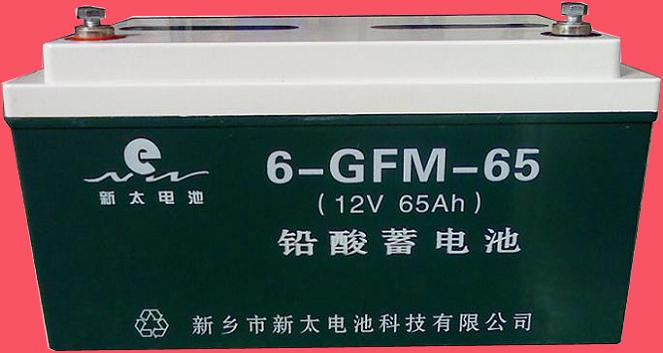 新太电池
6-GFM-65
(12V 65Ah)
铅酸蓄电池
新乡市新太电池科技有限公司